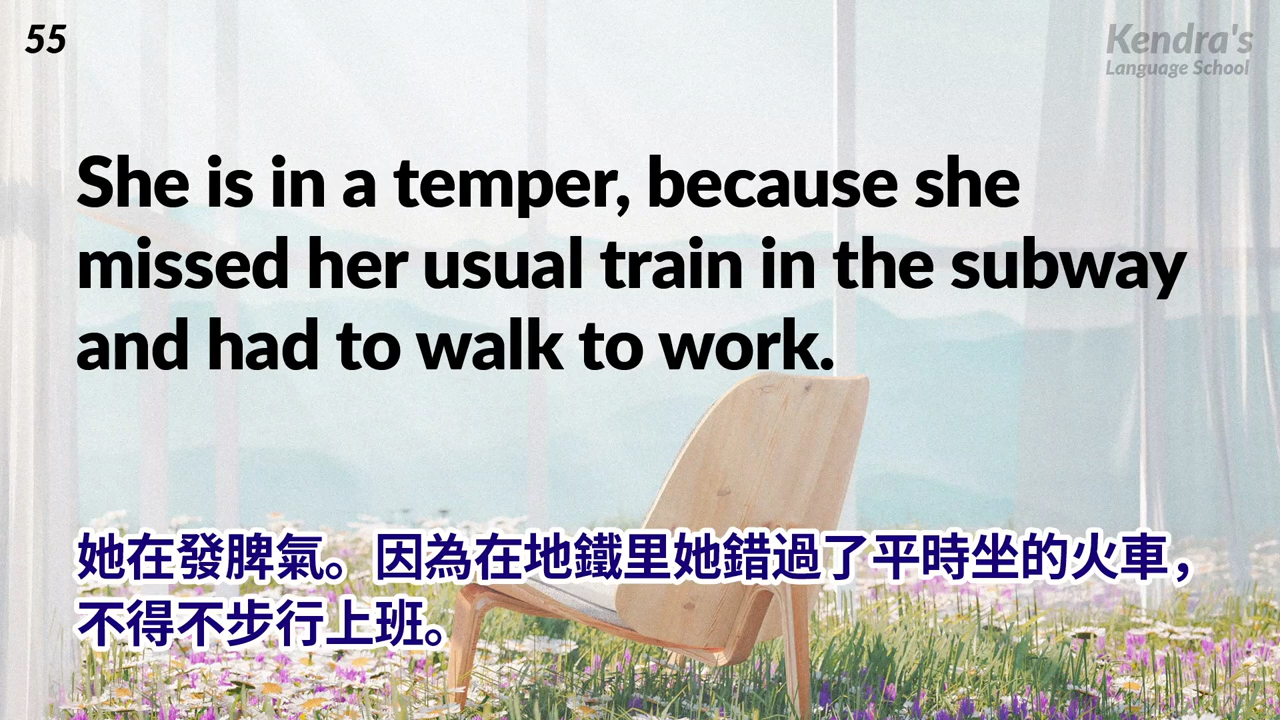 55
Kendra's
Language School
She is in a temper, because she
missed her usual train in the subway
and had to walk to work.
她在發脾氣。因為在地鐵里她錯過了平時坐的火車，
不得不步行上班。